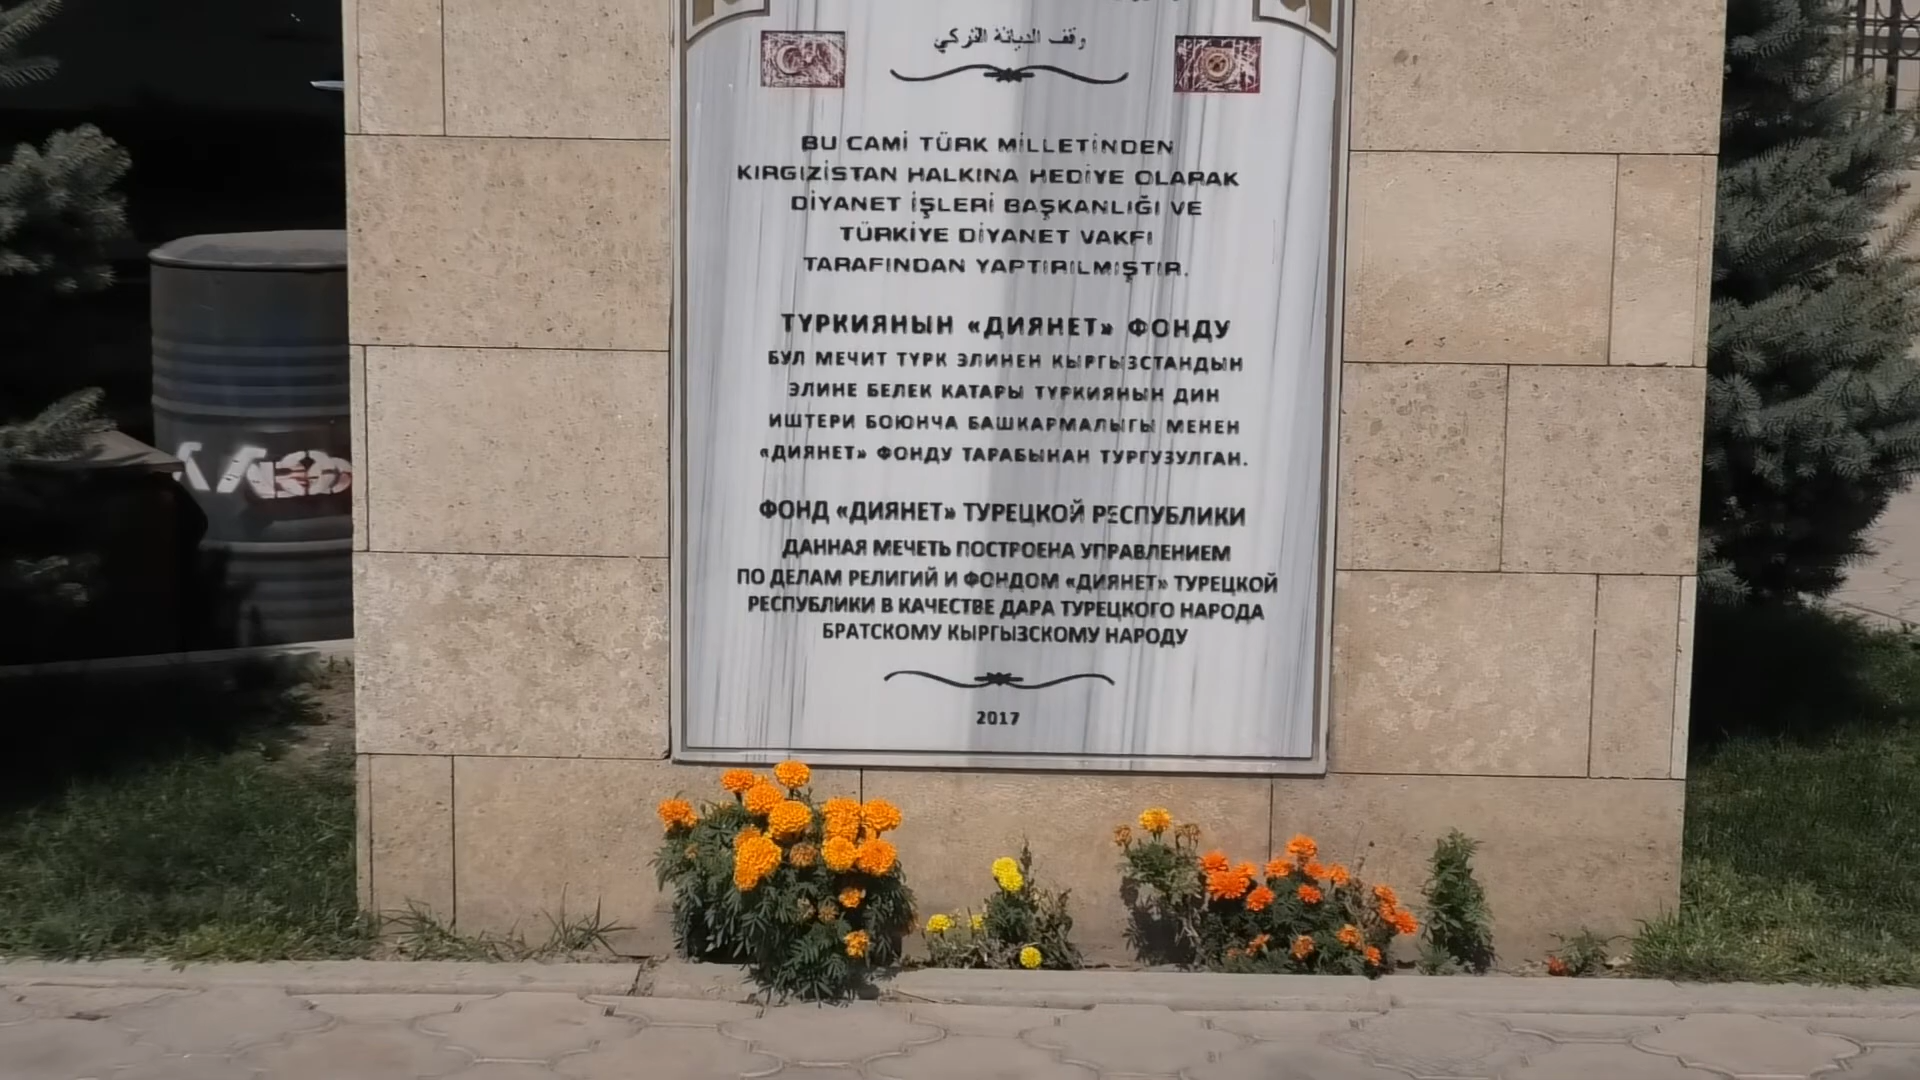 وقف الديانة التركي
BU CAMİ TÜRK MİLLETİNDEN
KIRGIZİSTAN HALKINA HEDİYE OLARAK
DİYANET İŞLERİ BAŞKANLIĞI VE
TÜRKİYE DİYANET VAKFI
TARAFINDAN YAPTIRILMIŞTIR.
ТҮРКИЯНЫН «ДИЯНЕТ» ФОНДУ
БУЛ МЕЧИТ ТҮРК ЭЛИНЕН КЫРГЫЗСТАНДЫН
ЭЛИНЕ БЕЛЕК КАТАРЫ ТҮРКИЯНЫН ДИН
ИШТЕРИ БОЮНЧА БАШКАРМАЛЫГЫ МЕНЕН
«ДИЯНЕТ» ФОНДУ ТАРАБЫНАН ТУРГУЗУЛГАН.
ФОНД «ДИЯНЕТ» ТУРЕЦКОЙ РЕСПУБЛИКИ
ДАННАЯ МЕЧЕТЬ ПОСТРОЕНА УПРАВЛЕНИЕМ
ПО ДЕЛАМ РЕЛИГИЙ И ФОНДОМ «ДИЯНЕТ» ТУРЕЦКОЙ
РЕСПУБЛИКИ В КАЧЕСТВЕ ДАРА ТУРЕЦКОГО НАРОДА
БРАТСКОМУ КЫРГЫЗСКОМУ НАРОДУ
2017